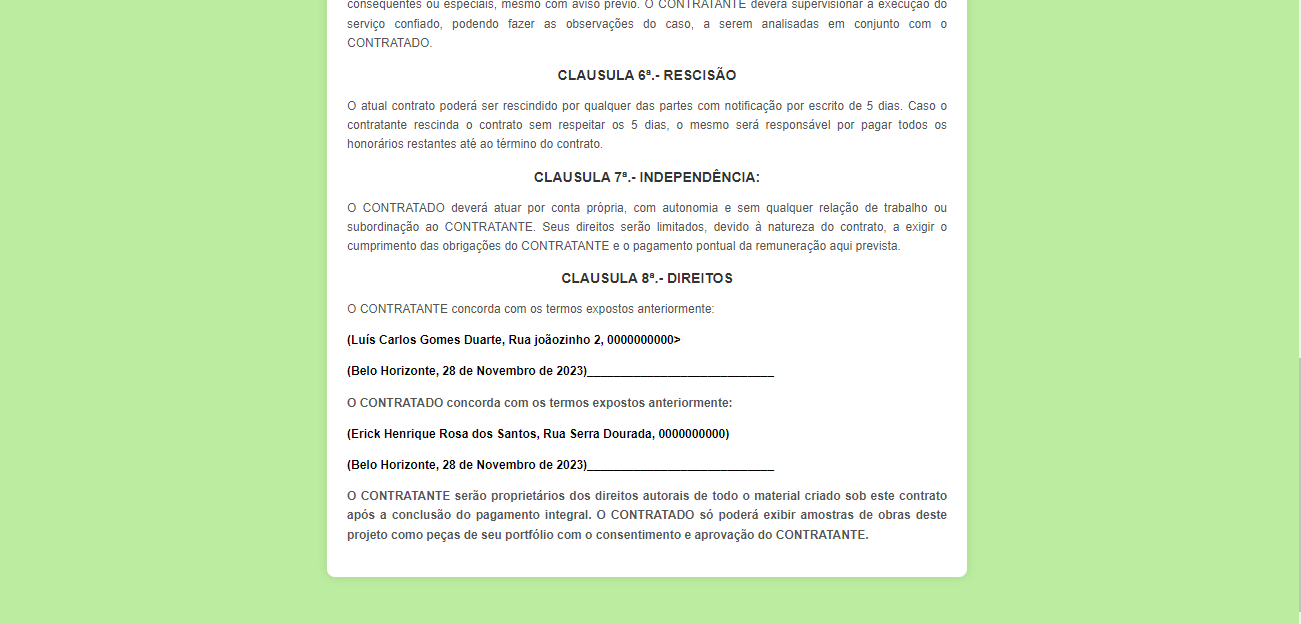 consequentes ou especiais, mesmo com aviso prévio. O CONTRATANTE deverá supervisionar a execução do
serviço confiado, podendo fazer as observações do caso, a serem analisadas em conjunto com o
CONTRATADO.
CLAUSULA 6ª.- RESCISÃO
O atual contrato poderá ser rescindido por qualquer das partes com notificação por escrito de 5 dias. Caso o
contratante rescinda o contrato sem respeitar os 5 dias, o mesmo será responsável por pagar todos os
honorários restantes até ao término do contrato.
CLAUSULA 7ª.- INDEPENDÊNCIA:
O CONTRATADO deverá atuar por conta própria, com autonomia e sem qualquer relação de trabalho ou
subordinação ao CONTRATANTE. Seus direitos serão limitados, devido à natureza do contrato, a exigir o
cumprimento das obrigações do CONTRATANTE e o pagamento pontual da remuneração aqui prevista.
CLAUSULA 8ª.- DIREITOS
O CONTRATANTE concorda com os termos expostos anteriormente:
(Luís Carlos Gomes Duarte, Rua joãozinho 2, 0000000000>
(Belo Horizonte, 28 de Novembro de 2023)____________________________
O CONTRATADO concorda com os termos expostos anteriormente:
(Erick Henrique Rosa dos Santos, Rua Serra Dourada, 0000000000)
(Belo Horizonte, 28 de Novembro de 2023)____________________________
O CONTRATANTE serão proprietários dos direitos autorais de todo o material criado sob este contrato
após a conclusão do pagamento integral. O CONTRATADO só poderá exibir amostras de obras deste
projeto como peças de seu portfólio com o consentimento e aprovação do CONTRATANTE.